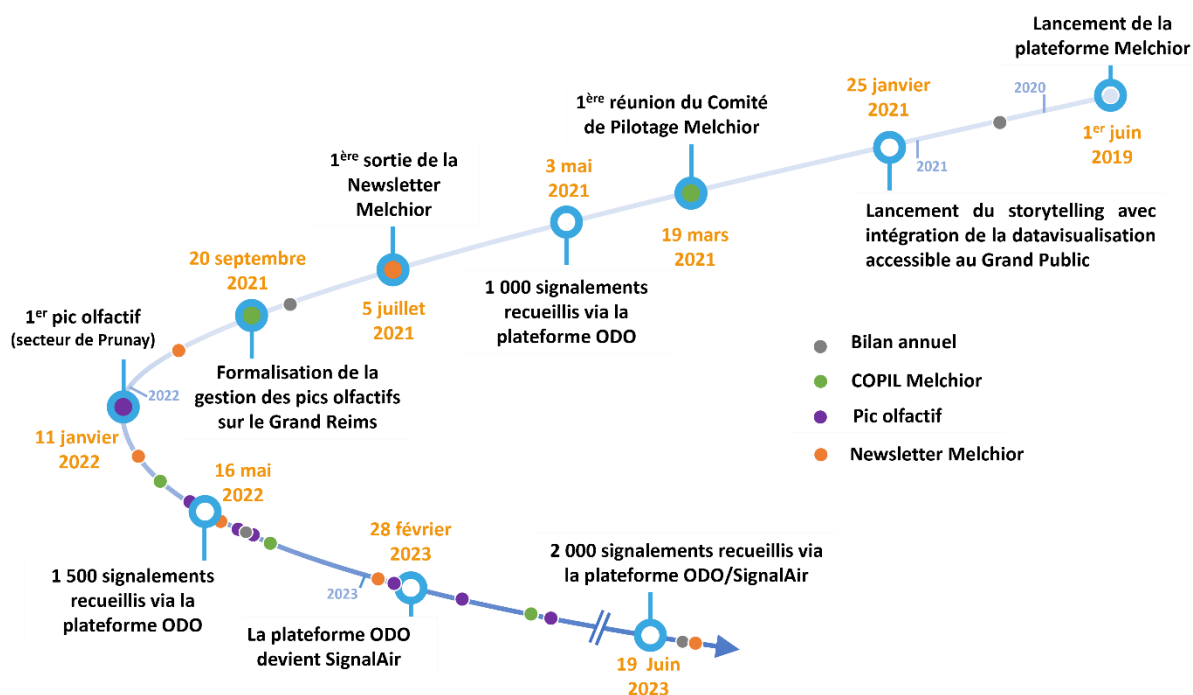 Lancement de la
plateforme Melchior
1er juin
2019
2020
25 janvier
2021
2021
Lancement du storytelling avec
intégration de la datavisualisation
accessible au Grand Public
1ère réunion du Comité
de Pilotage Melchior
19 mars
2021
3 mai
2021
1 000 signalements
recueillis via la
plateforme ODO
1ère sortie de la
Newsletter
Melchior
5 juillet
2021
20 septembre
2021
Formalisation de la
gestion des pics olfactifs
sur le Grand Reims
1er pic olfactif
(secteur de Prunay)
2022
11 janvier
2022
16 mai
2022
1 500 signalements
recueillis via la
plateforme ODO
2023
28 février
2023
La plateforme ODO
devient SignalAir
2 000 signalements recueillis via
la plateforme ODO/SignalAir
19 Juin
2023
Bilan annuel
COPIL Melchior
Pic olfactif
Newsletter Melchior